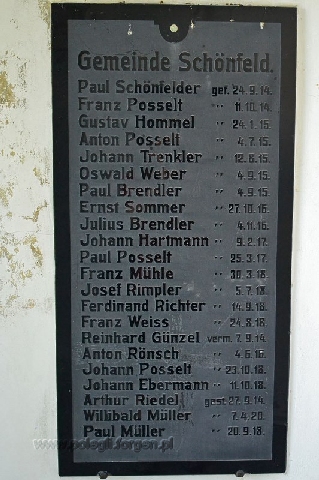 Gemeinde Schönfeld.
Paul Schönfelder gef. 24.9.14.
Franz Posselt " 11.10.14.
Gustav Hommel " 24.1.15.
Anton Posselt " 4.7.15.
Johann Trenkler " 12.8.15.
Oswald Weber " 4.9.15.
Paul Brendler " 4.9.15.
Ernst Sommer " 27.10.16.
Julius Brendler " 4.11.16.
Johann Hartmann " 9.2.17.
Paul Posselt " 25.3.17.
Franz Mühle " 30.3.18.
Josef Rimpler " 5.7.18.
Ferdinand Richter " 14.9.18.
Franz Weiss " 24.8.18.
Reinhard Günzel verm. 7.9.14.
Anton Rönsch " 4.6.16.
Johann Posselt " 23.10.18.
Johann Ebermann " 11.10.18.
Arthur Riedel gest. 27.9.14.
Willibald Müller " 7.4.20.
Paul Müller " 20.9.18.
www.polegli.forgen.pl